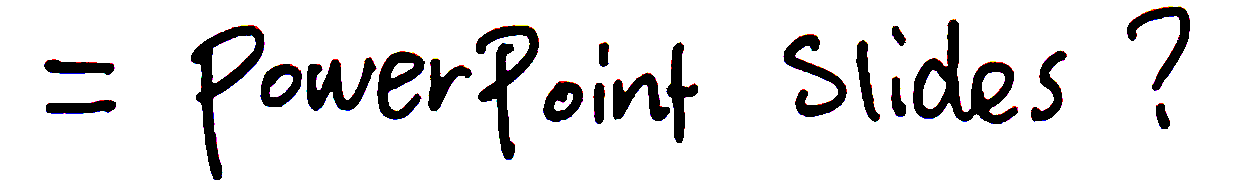 = PowerPoint Slides ?